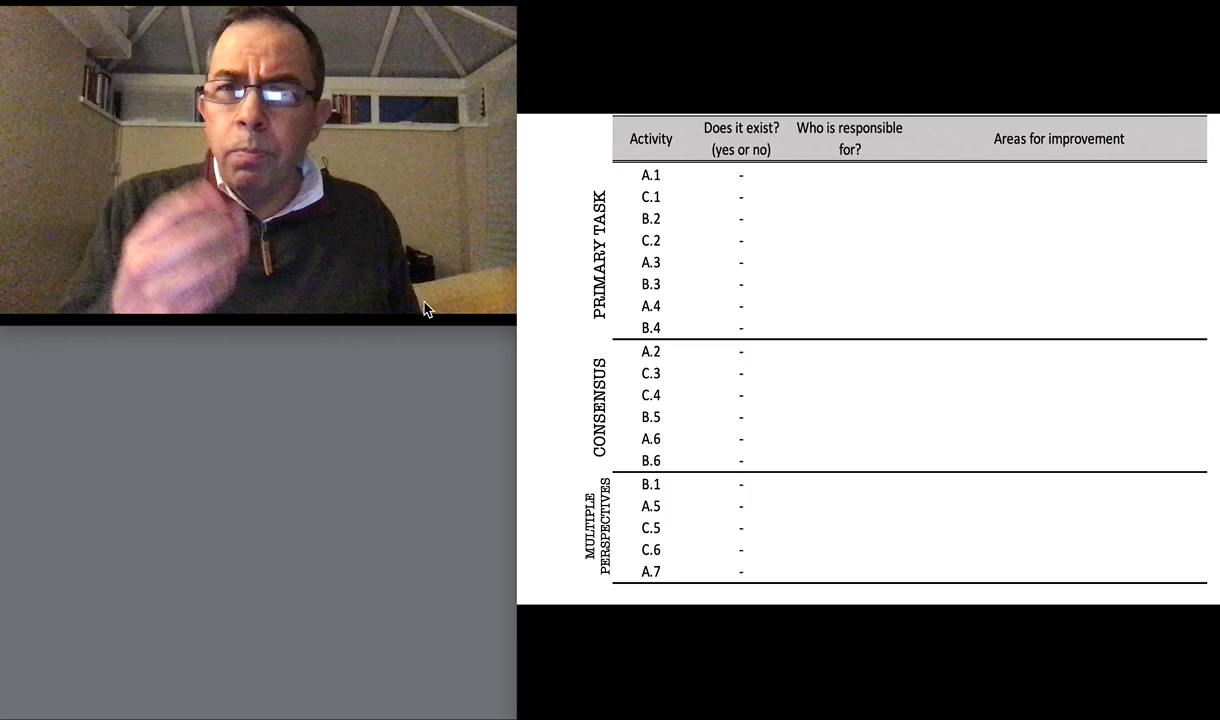 Activity
Does it exist?
(yes or no)
Who is responsible
for?
Areas for improvement
PRIMARY TASK
A.1 -
C.1 -
B.2 -
C.2 -
A.3 -
B.3 -
A.4 -
B.4 -
CONSENSUS
A.2 -
C.3 -
C.4 -
B.5 -
A.6 -
B.6 -
MULTIPLE
PERSPECTIVES
B.1 -
A.5 -
C.5 -
C.6 -
A.7 -